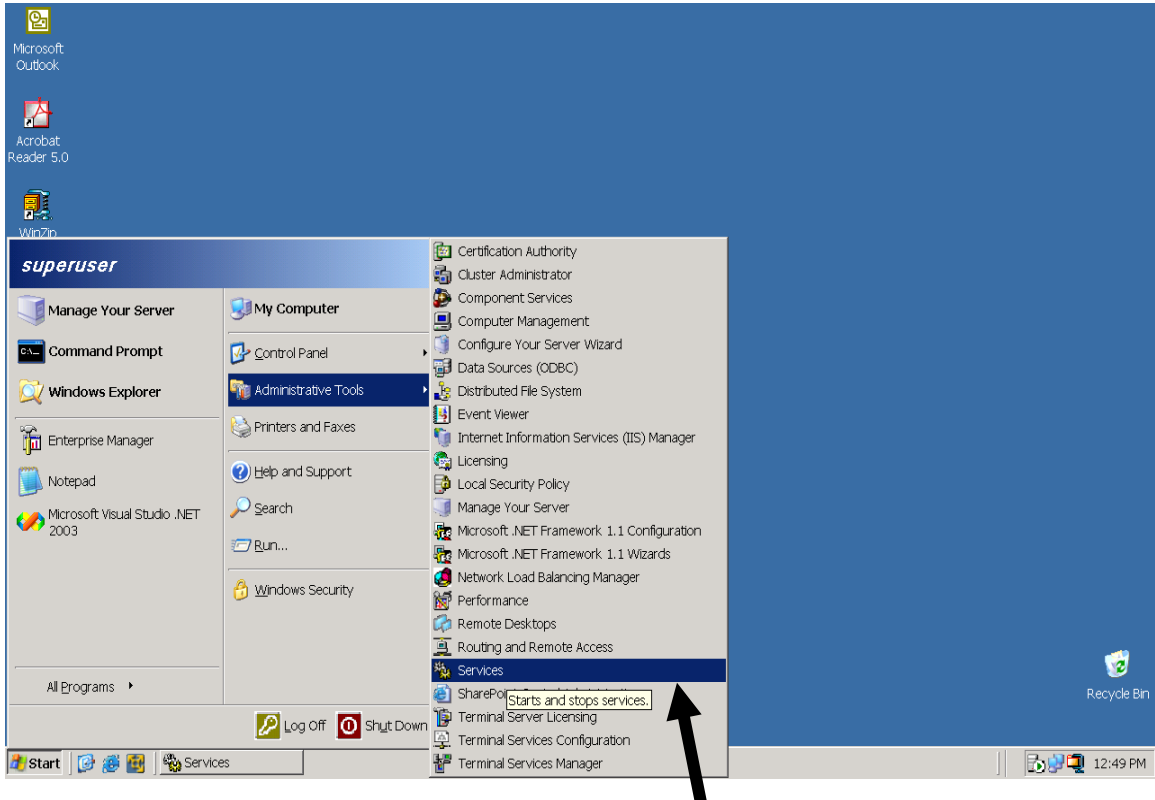 Microsoft
Outlook
Acrobat
Reader 5.0
WinZip
superuser
Manage Your Server
Command Prompt
Windows Explorer
Enterprise Manager
Notepad
Microsoft Visual Studio .NET
2003
All Programs
My Computer
Control Panel
Administrative Tools
Printers and Faxes
Help and Support
Search
Run...
Windows Security
Log Off
Shut Down
Certification Authority
Cluster Administrator
Component Services
Computer Management
Configure Your Server Wizard
Data Sources (ODBC)
Distributed File System
Event Viewer
Internet Information Services (IIS) Manager
Licensing
Local Security Policy
Manage Your Server
Microsoft .NET Framework 1.1 Configuration
Microsoft .NET Framework 1.1 Wizards
Network Load Balancing Manager
Performance
Remote Desktops
Routing and Remote Access
Services
Starts and stops services.
Terminal Server Licensing
Terminal Services Configuration
Terminal Services Manager
Recycle Bin
Start
Services
12:49 PM